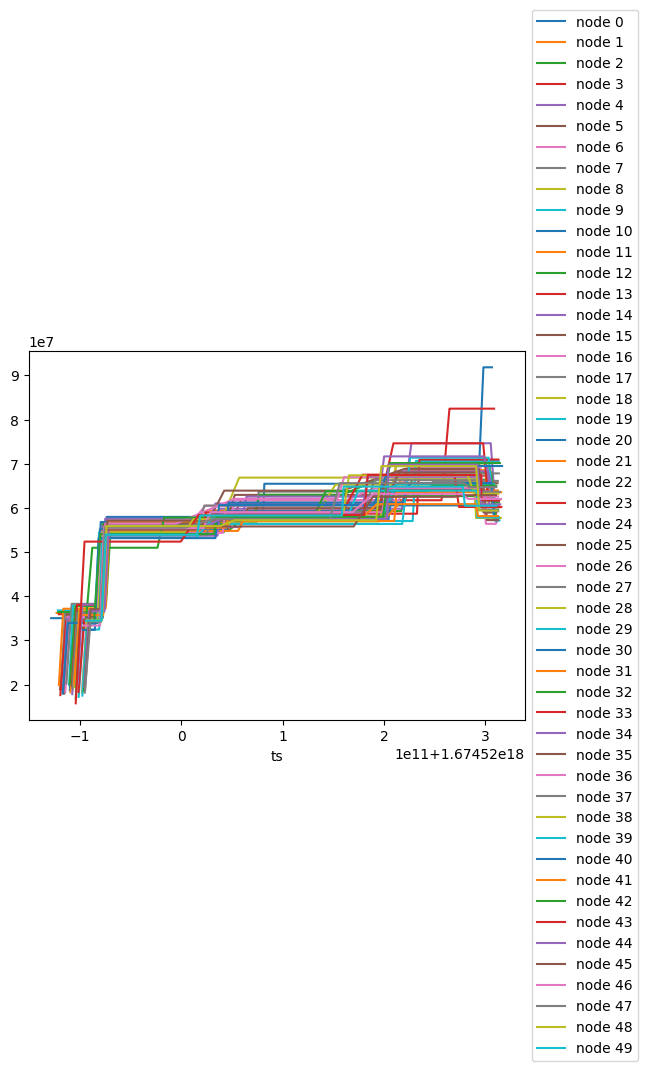 1e7
9
8
7
6
5
4
3
2
−1
0
1
2
3
ts
1e11+1.67452e18
node 0
node 1
node 2
node 3
node 4
node 5
node 6
node 7
node 8
node 9
node 10
node 11
node 12
node 13
node 14
node 15
node 16
node 17
node 18
node 19
node 20
node 21
node 22
node 23
node 24
node 25
node 26
node 27
node 28
node 29
node 30
node 31
node 32
node 33
node 34
node 35
node 36
node 37
node 38
node 39
node 40
node 41
node 42
node 43
node 44
node 45
node 46
node 47
node 48
node 49